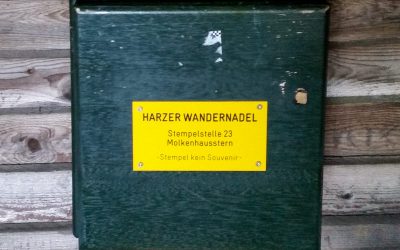 HARZER WANDERNADEL
Stempelstelle 23
Molkenhausstern
-Stempel kein Souvenir-